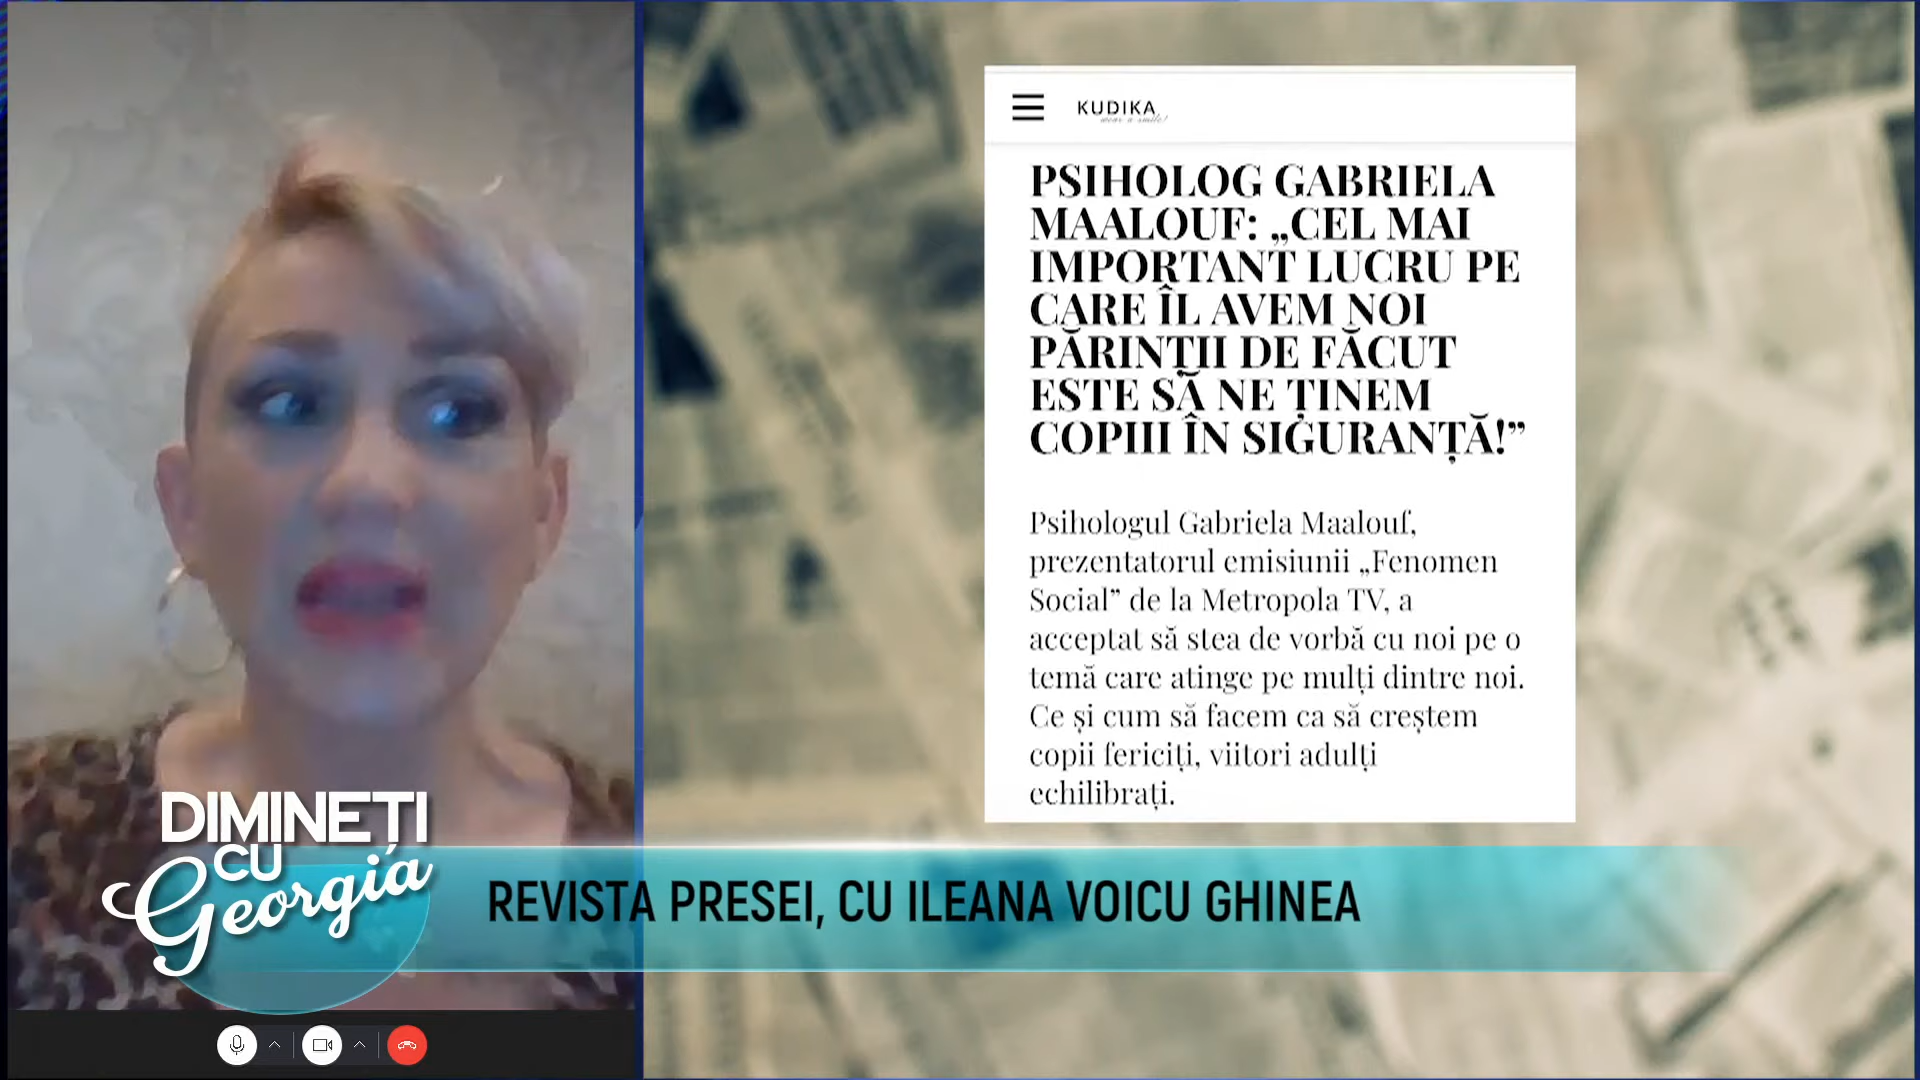 KUDIKA
wear a smile!
PSIHOLOG GABRIELA
MAALOUF: „CEL MAI
IMPORTANT LUCRU PE
CARE ÎL AVEM NOI
PĂRINȚII DE FĂCUT
ESTE SĂ NE ȚINEM
COPIII ÎN SIGURANȚĂ!”
Psihologul Gabriela Maalouf,
prezentatorul emisiunii „Fenomen
Social” de la Metropola TV, a
acceptat să stea de vorbă cu noi pe o
temă care atinge pe mulți dintre noi.
Ce și cum să facem ca să creștem
copii fericiți, viitori adulți
echilibrați.
DIMINEȚI
CU
Georgia
REVISTA PRESEI, CU ILEANA VOICU GHINEA